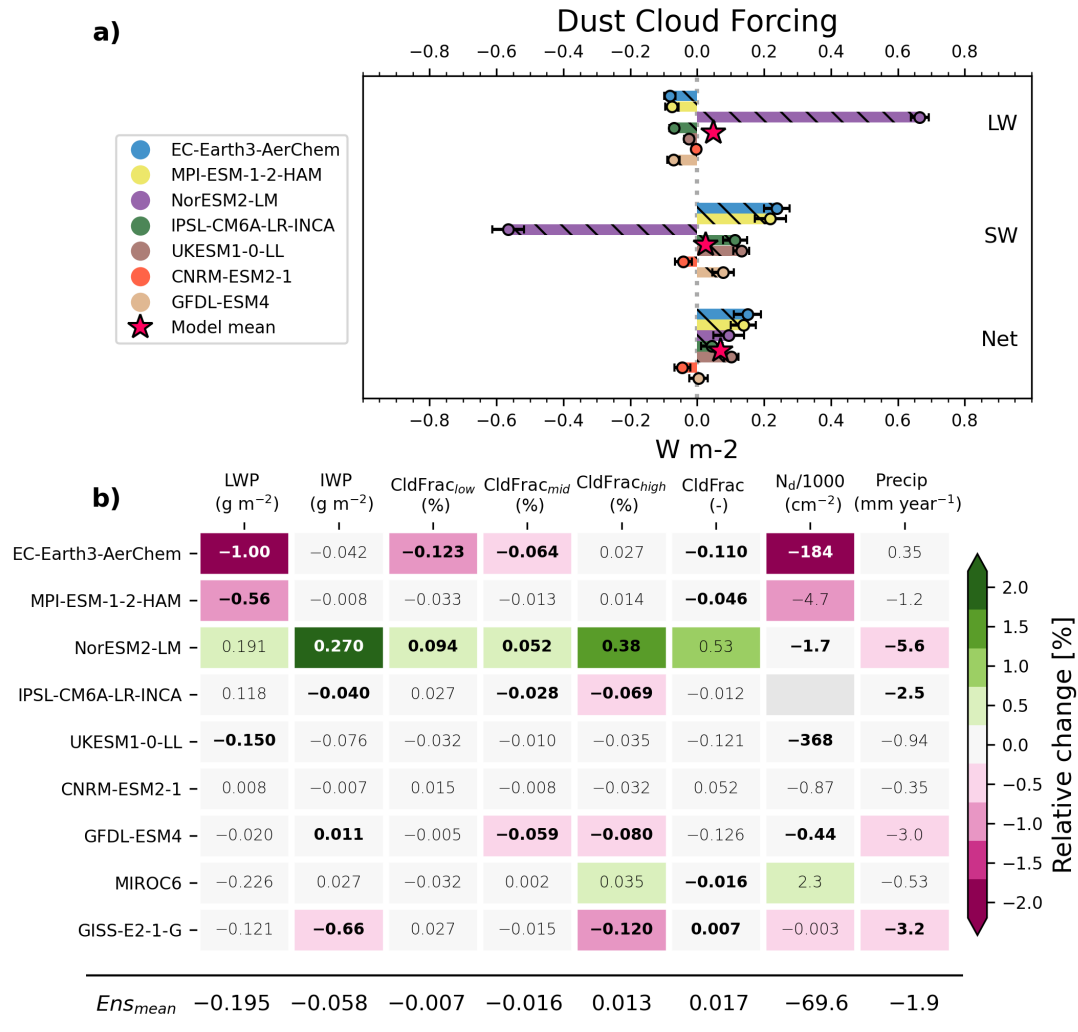 a)
Dust Cloud Forcing
−0.8 −0.6 −0.4 −0.2 0.0 0.2 0.4 0.6 0.8
LW
SW
Net
EC-Earth3-AerChem
MPI-ESM-1-2-HAM
NorESM2-LM
IPSL-CM6A-LR-INCA
UKESM1-0-LL
CNRM-ESM2-1
GFDL-ESM4
Model mean
−0.8 −0.6 −0.4 −0.2 0.0 0.2 0.4 0.6 0.8
W m-2
b)
LWP IWP CldFrac_low CldFrac_mid CldFrac_high CldFrac N_d/1000 Precip
(g m⁻²) (g m⁻²) (%) (%) (%) (-) (cm⁻²) (mm year⁻¹)
EC-Earth3-AerChem −1.00 −0.042 −0.123 −0.064 0.027 −0.110 −184 0.35
MPI-ESM-1-2-HAM −0.56 −0.008 −0.033 −0.013 0.014 −0.046 −4.7 −1.2
NorESM2-LM 0.191 0.270 0.094 0.052 0.38 0.53 −1.7 −5.6
IPSL-CM6A-LR-INCA 0.118 −0.040 0.027 −0.028 −0.069 −0.012 −2.5
UKESM1-0-LL −0.150 −0.076 −0.032 −0.010 −0.035 −0.121 −368 −0.94
CNRM-ESM2-1 0.008 −0.007 0.015 −0.008 −0.032 0.052 −0.87 −0.35
GFDL-ESM4 −0.020 0.011 −0.005 −0.059 −0.080 −0.126 −0.44 −3.0
MIROC6 −0.226 0.027 −0.032 0.002 0.035 −0.016 2.3 −0.53
GISS-E2-1-G −0.121 −0.66 0.027 −0.015 −0.120 0.007 −0.003 −3.2
Ens_mean −0.195 −0.058 −0.007 −0.016 0.013 0.017 −69.6 −1.9
2.0
1.5
1.0
0.5
0.0
−0.5
−1.0
−1.5
−2.0
Relative change [%]